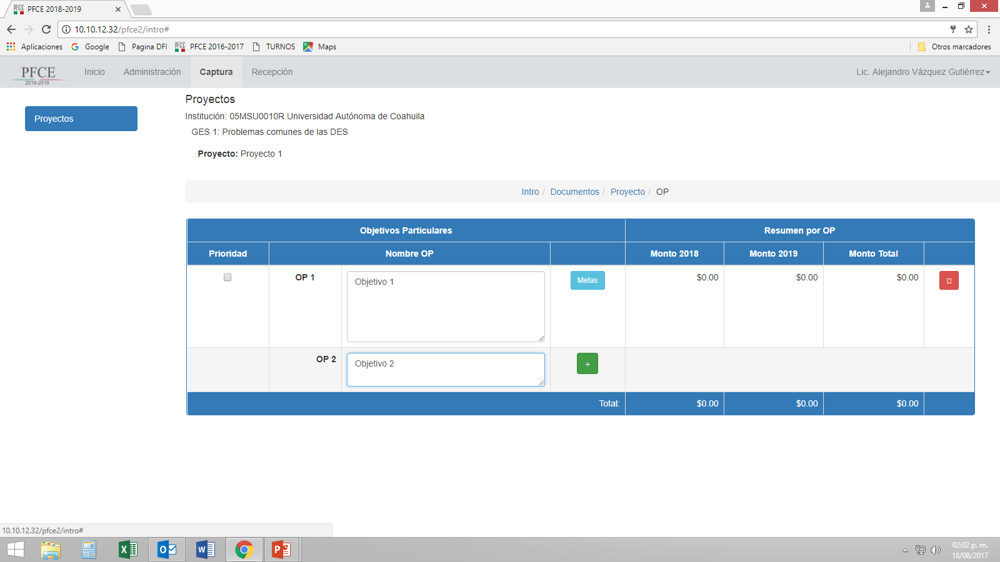 PFCE 2018-2019
10.10.12.32/pfce2/intro#
Aplicaciones Google Pagina DFI PFCE 2016-2017 TURNOS Maps Otros marcadores
PFCE 2018-2019 Inicio Administración Captura Recepción Lic. Alejandro Vázquez Gutiérrez
Proyectos
Proyectos
Institución: 05MSU0010R Universidad Autónoma de Coahuila
GES 1: Problemas comunes de las DES
Proyecto: Proyecto 1
Intro / Documentos / Proyecto / OP
Objetivos Particulares Resumen por OP
Prioridad Nombre OP Monto 2018 Monto 2019 Monto Total
OP 1 Objetivo 1 Metas $0.00 $0.00 $0.00
OP 2 Objetivo 2 +
Total: $0.00 $0.00 $0.00
10.10.12.32/pfce2/intro#
02:02 p. m.
18/08/2017